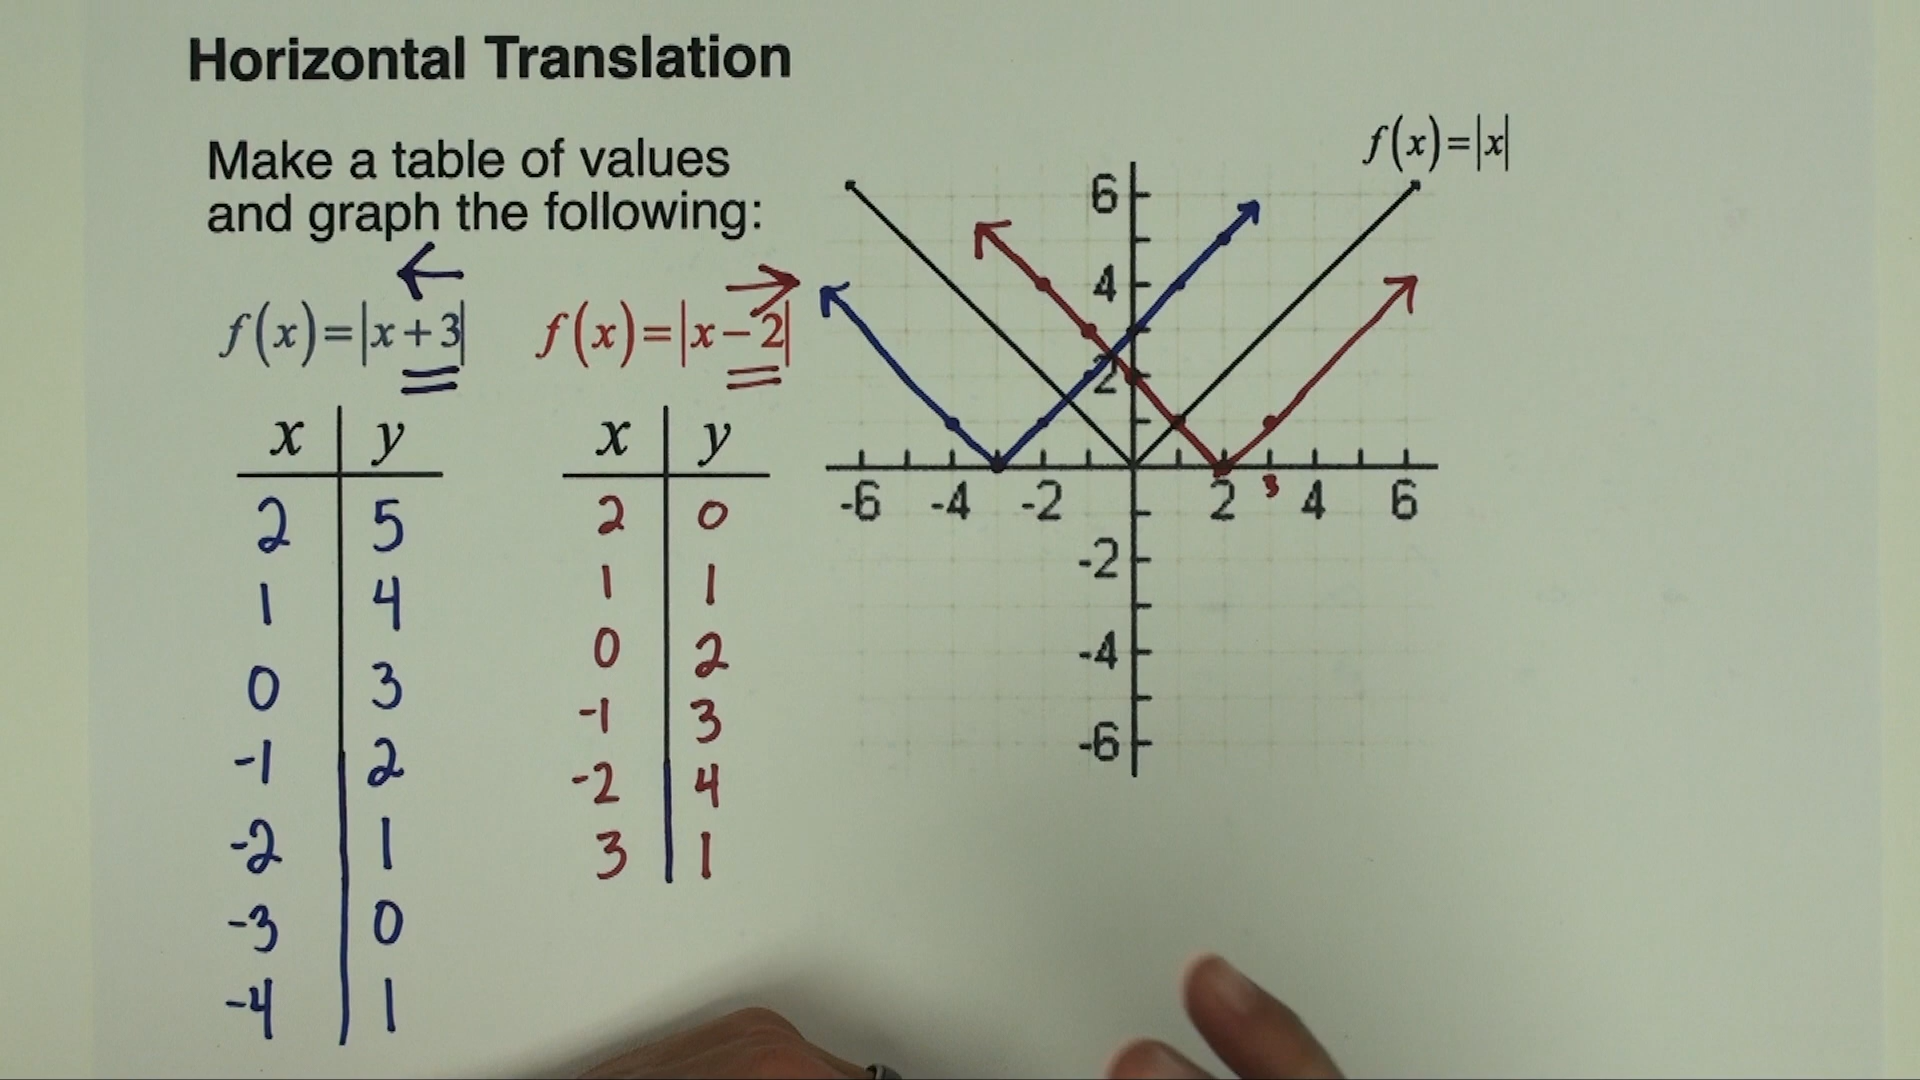 Horizontal Translation
Make a table of values
and graph the following:
f(x)=|x+3|
x y
2 5
1 4
0 3
-1 2
-2 1
-3 0
-4 1
f(x)=|x-2|
x y
2 0
1 1
0 2
-1 3
-2 4
3 1
f(x)=|x|
6
4
2
-6 -4 -2 2 3 4 6
-2
-4
-6